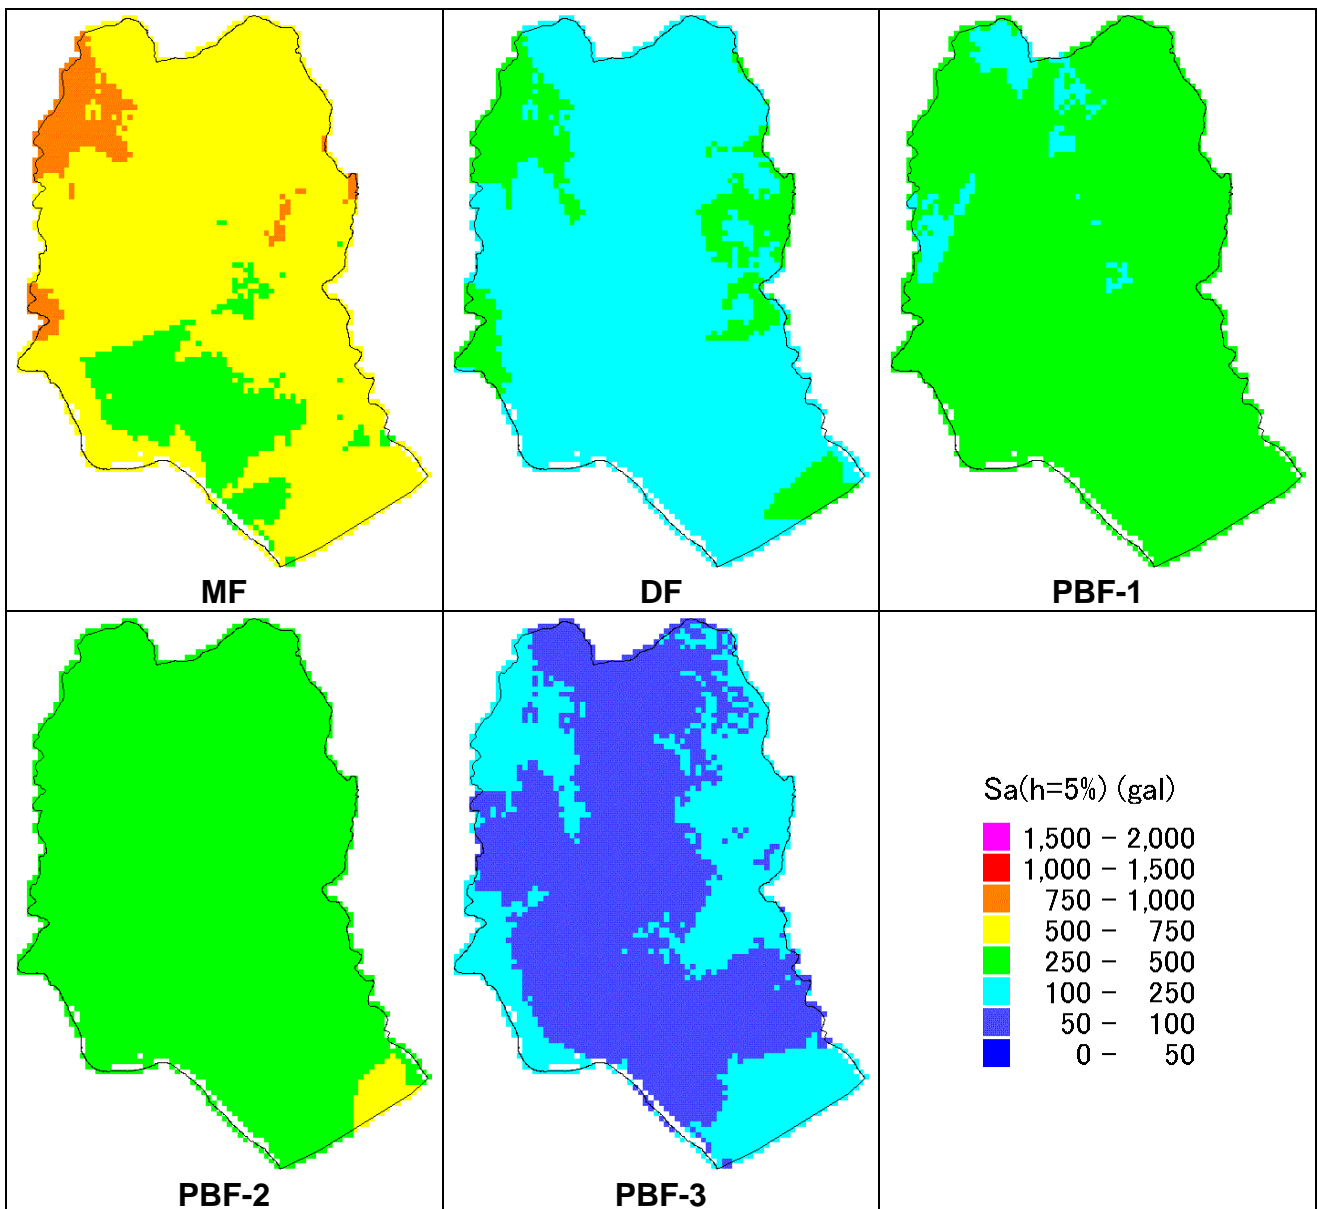 MF
DF
PBF-1
PBF-2
PBF-3
Sa(h=5%) (gal)
1,500 - 2,000
1,000 - 1,500
750 - 1,000
500 - 750
250 - 500
100 - 250
50 - 100
0 - 50